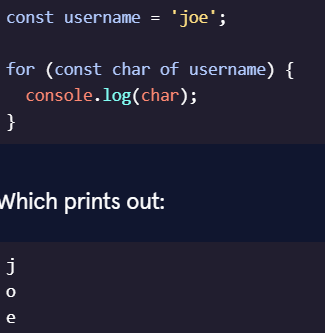 const username = 'joe';

for (const char of username) {
  console.log(char);
}
Which prints out:
j
o
e